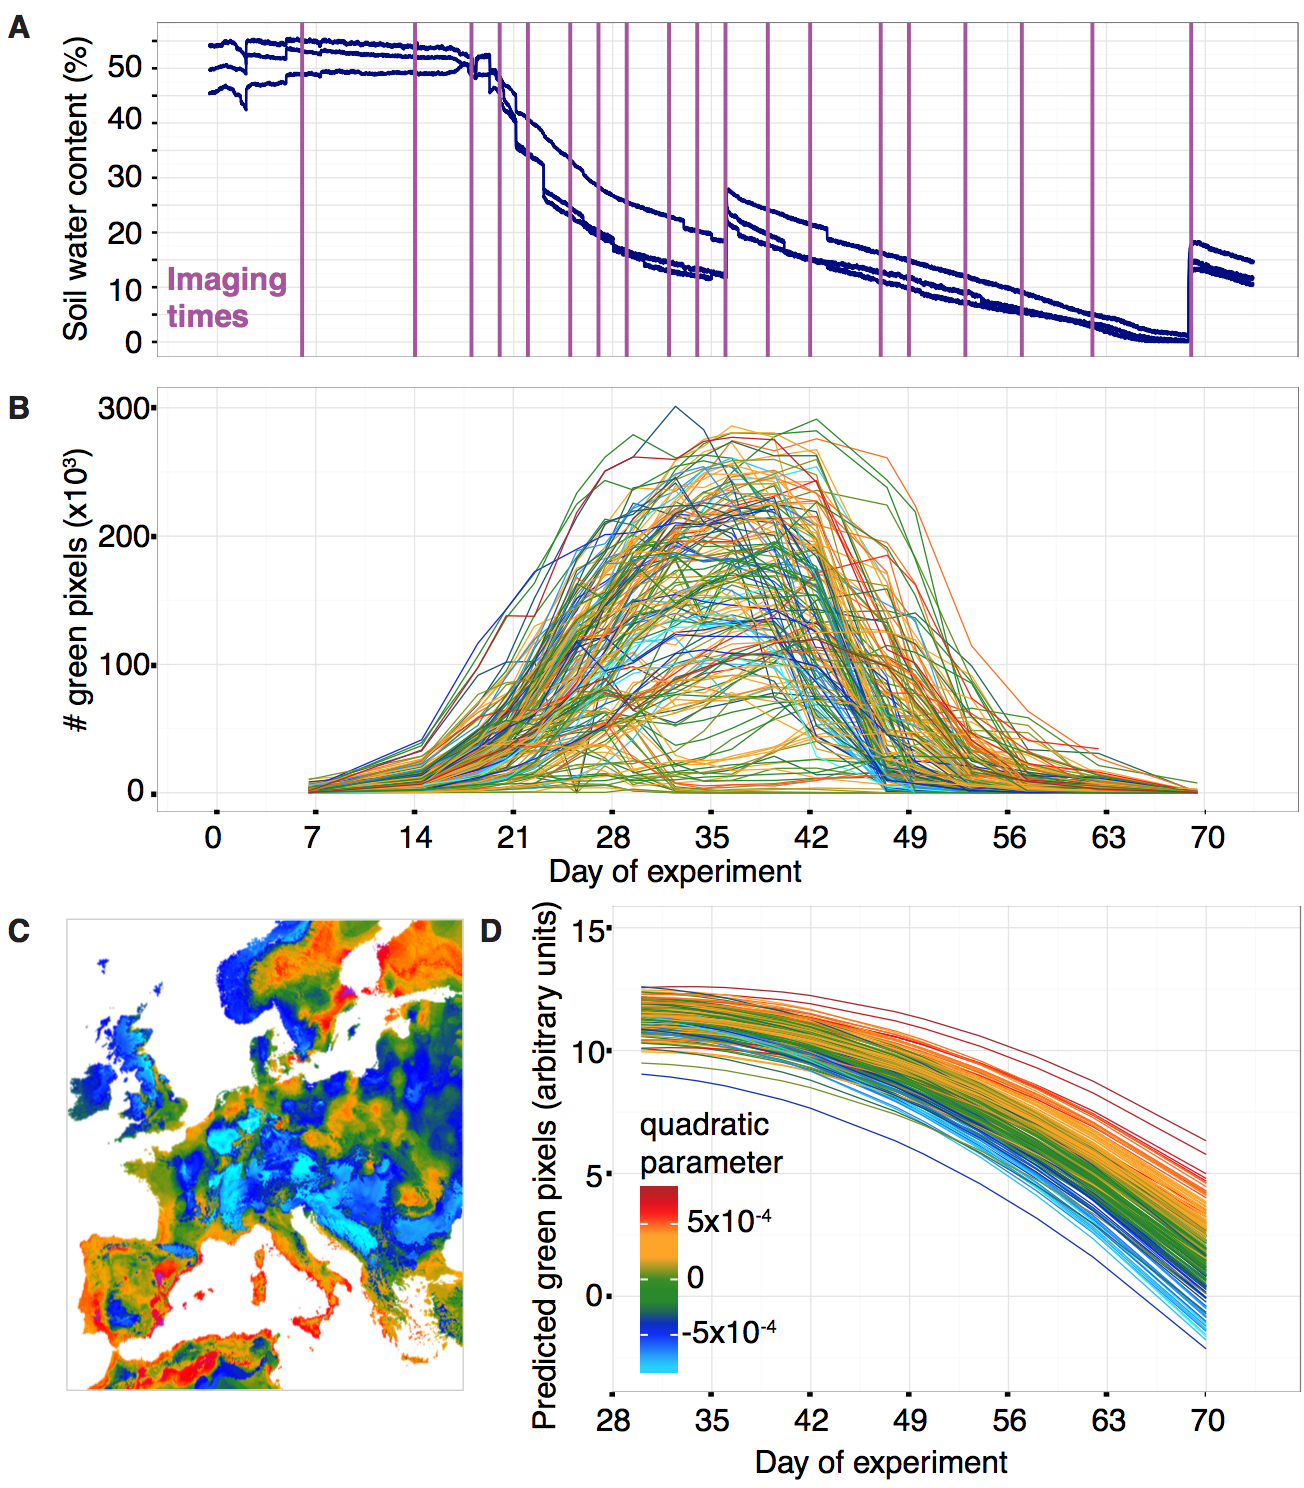 A
Soil water content (%)
50
40
30
20
10
0
Imaging
times
B
# green pixels (x10³)
300
200
100
0
0 7 14 21 28 35 42 49 56 63 70
Day of experiment
C
D
Predicted green pixels (arbitrary units)
15
10
5
0
quadratic
parameter
5x10⁻⁴
0
-5x10⁻⁴
28 35 42 49 56 63 70
Day of experiment